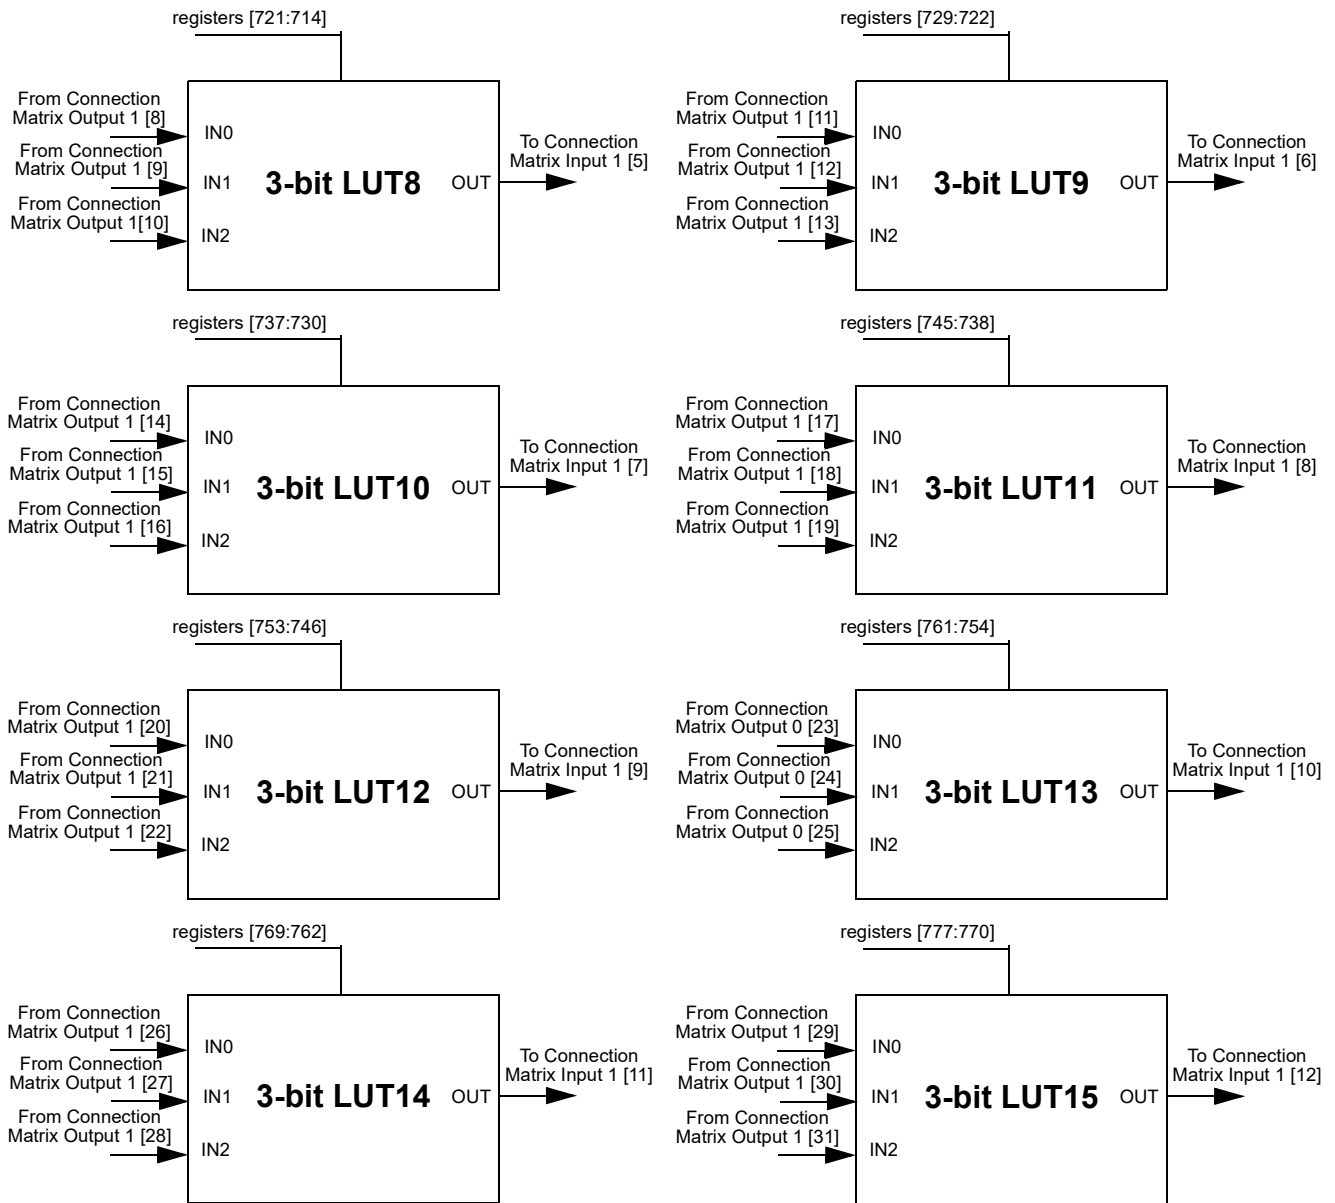 registers [721:714]
From Connection
Matrix Output 1 [8]
IN0
From Connection
Matrix Output 1 [9]
IN1
From Connection
Matrix Output 1[10]
IN2
3-bit LUT8
OUT
To Connection
Matrix Input 1 [5]
registers [729:722]
From Connection
Matrix Output 1 [11]
IN0
From Connection
Matrix Output 1 [12]
IN1
From Connection
Matrix Output 1 [13]
IN2
3-bit LUT9
OUT
To Connection
Matrix Input 1 [6]
registers [737:730]
From Connection
Matrix Output 1 [14]
IN0
From Connection
Matrix Output 1 [15]
IN1
From Connection
Matrix Output 1 [16]
IN2
3-bit LUT10
OUT
To Connection
Matrix Input 1 [7]
registers [745:738]
From Connection
Matrix Output 1 [17]
IN0
From Connection
Matrix Output 1 [18]
IN1
From Connection
Matrix Output 1 [19]
IN2
3-bit LUT11
OUT
To Connection
Matrix Input 1 [8]
registers [753:746]
From Connection
Matrix Output 1 [20]
IN0
From Connection
Matrix Output 1 [21]
IN1
From Connection
Matrix Output 1 [22]
IN2
3-bit LUT12
OUT
To Connection
Matrix Input 1 [9]
registers [761:754]
From Connection
Matrix Output 0 [23]
IN0
From Connection
Matrix Output 0 [24]
IN1
From Connection
Matrix Output 0 [25]
IN2
3-bit LUT13
OUT
To Connection
Matrix Input 1 [10]
registers [769:762]
From Connection
Matrix Output 1 [26]
IN0
From Connection
Matrix Output 1 [27]
IN1
From Connection
Matrix Output 1 [28]
IN2
3-bit LUT14
OUT
To Connection
Matrix Input 1 [11]
registers [777:770]
From Connection
Matrix Output 1 [29]
IN0
From Connection
Matrix Output 1 [30]
IN1
From Connection
Matrix Output 1 [31]
IN2
3-bit LUT15
OUT
To Connection
Matrix Input 1 [12]